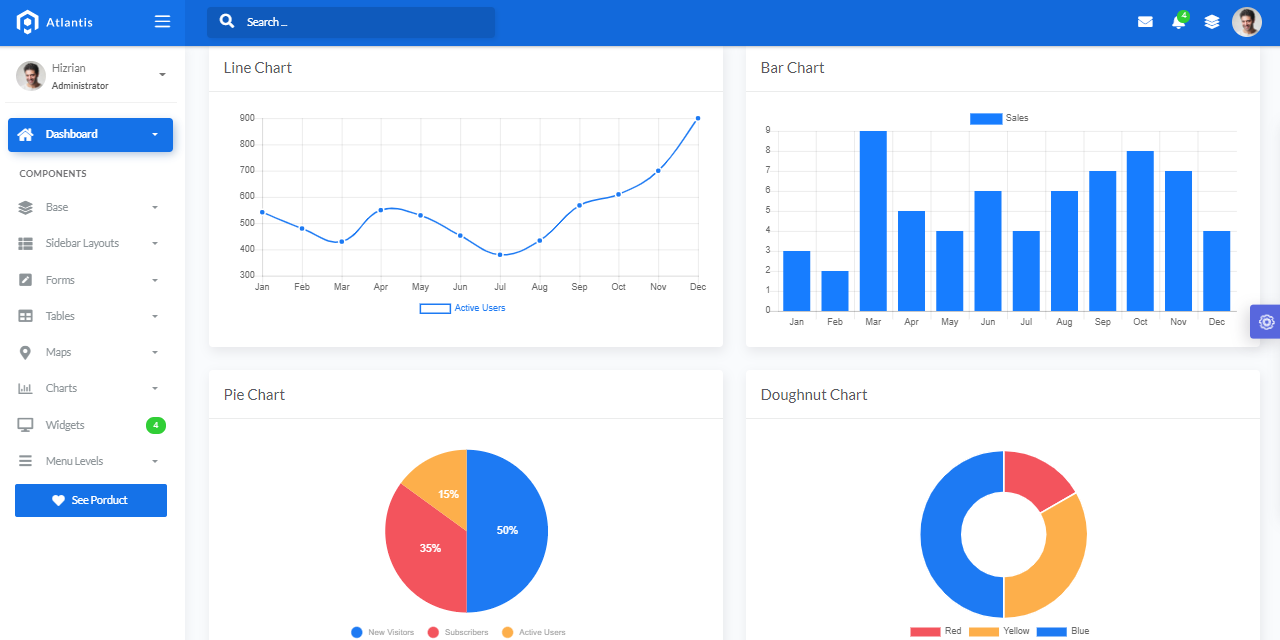 Atlantis
Search ...
4
Hizrian
Administrator
Dashboard
COMPONENTS
Base
Sidebar Layouts
Forms
Tables
Maps
Charts
Widgets
4
Menu Levels
See Porduct
Line Chart
900
800
700
600
500
400
300
Jan Feb Mar Apr May Jun Jul Aug Sep Oct Nov Dec
Active Users
Bar Chart
Sales
9
8
7
6
5
4
3
2
1
0
Jan Feb Mar Apr May Jun Jul Aug Sep Oct Nov Dec
Pie Chart
15%
50%
35%
New Visitors Subscribers Active Users
Doughnut Chart
Red Yellow Blue